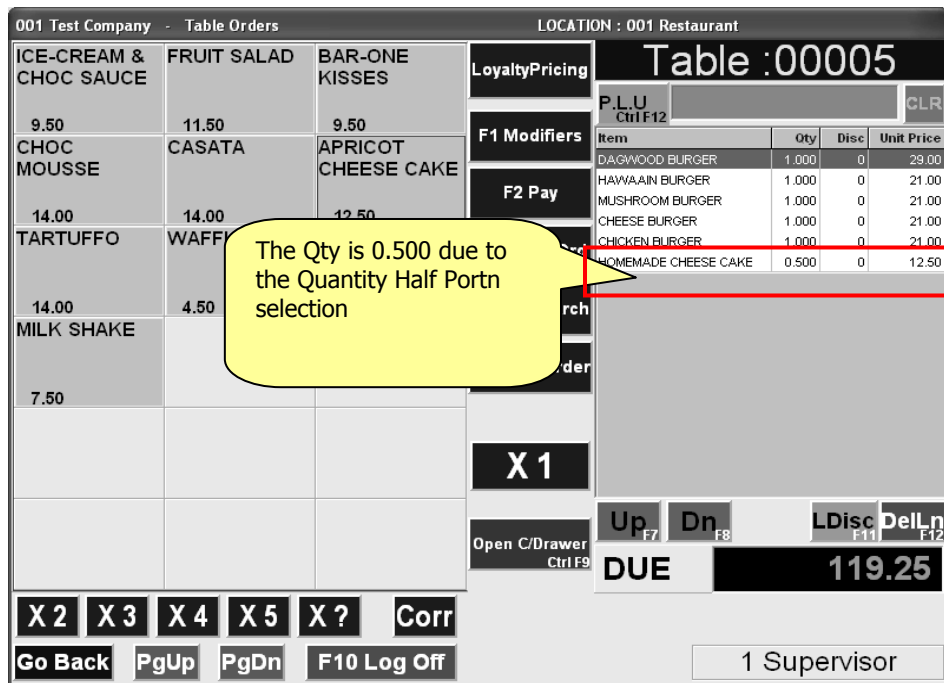 001 Test Company - Table Orders
LOCATION : 001 Restaurant
ICE-CREAM &
CHOC SAUCE
9.50
FRUIT SALAD
11.50
BAR-ONE
KISSES
9.50
CHOC
MOUSSE
14.00
CASATA
14.00
APRICOT
CHEESE CAKE
12.50
TARTUFFO
14.00
WAFF
4.50
MILK SHAKE
7.50
The Qty is 0.500 due to
the Quantity Half Portn
selection
LoyaltyPricing
F1 Modifiers
F2 Pay
rch
der
X 1
Open C/Drawer
Ctrl F9
Table :00005
P.L.U
Ctrl F12
CLR
Item Qty Disc Unit Price
DAGWOOD BURGER 1.000 0 29.00
HAWAAIN BURGER 1.000 0 21.00
MUSHROOM BURGER 1.000 0 21.00
CHEESE BURGER 1.000 0 21.00
CHICKEN BURGER 1.000 0 21.00
HOMEMADE CHEESE CAKE 0.500 0 12.50
Up F7
Dn F8
LDisc F11
DelLn F12
DUE 119.25
X 2 X 3 X 4 X 5 X ? Corr
Go Back PgUp PgDn F10 Log Off
1 Supervisor